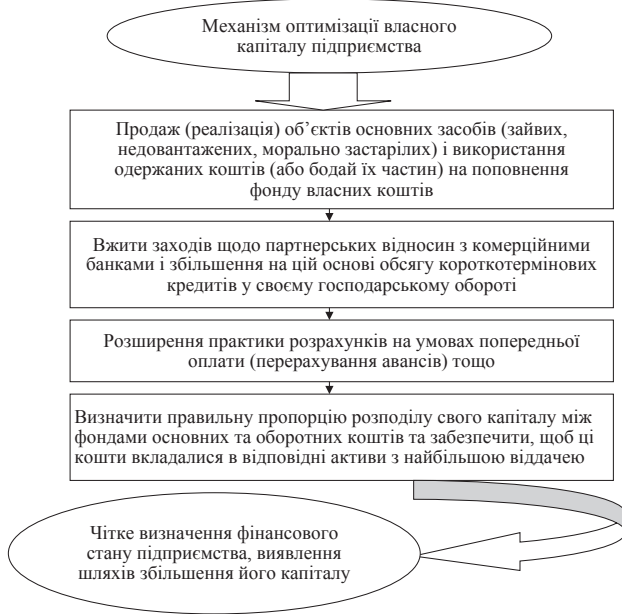 Механізм оптимізації власного
капіталу підприємства
Продаж (реалізація) об’єктів основних засобів (зайвих,
недовантажених, морально застарілих) і використання
одержаних коштів (або бодай їх частин) на поповнення
фонду власних коштів
Вжити заходів щодо партнерських відносин з комерційними
банками і збільшення на цій основі обсягу короткотермінових
кредитів у своєму господарському обороті
Розширення практики розрахунків на умовах попередньої
оплати (перерахування авансів) тощо
Визначити правильну пропорцію розподілу свого капіталу між
фондами основних та оборотних коштів та забезпечити, щоб ці
кошти вкладалися в відповідні активи з найбільшою віддачею
Чітке визначення фінансового
стану підприємства, виявлення
шляхів збільшення його капіталу